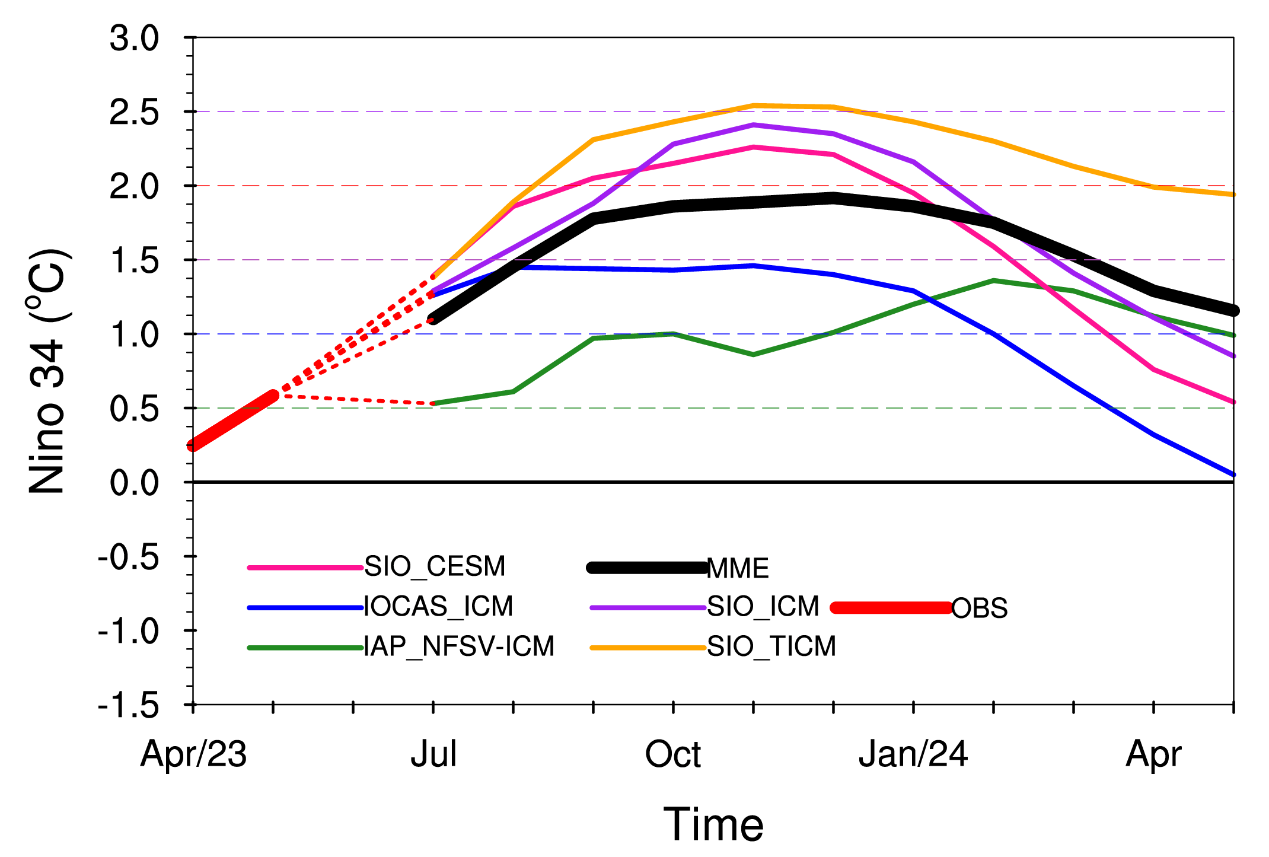 3.0
2.5
2.0
1.5
1.0
0.5
0.0
-0.5
-1.0
-1.5
Nino 34 (°C)
SIO_CESM MME
IOCAS_ICM SIO_ICM OBS
IAP_NFSV-ICM SIO_TICM
Apr/23 Jul Oct Jan/24 Apr
Time